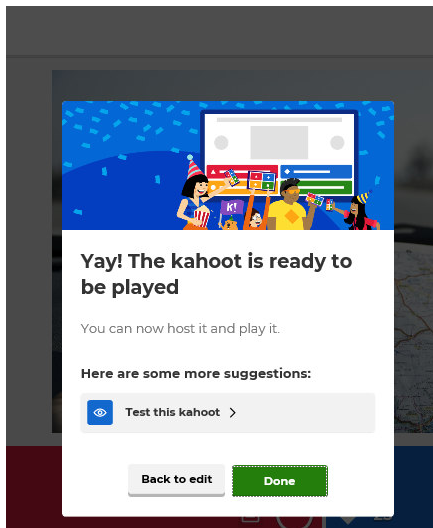 K!
Yay! The kahoot is ready to
be played
You can now host it and play it.
Here are some more suggestions:
Test this kahoot
Back to edit
Done